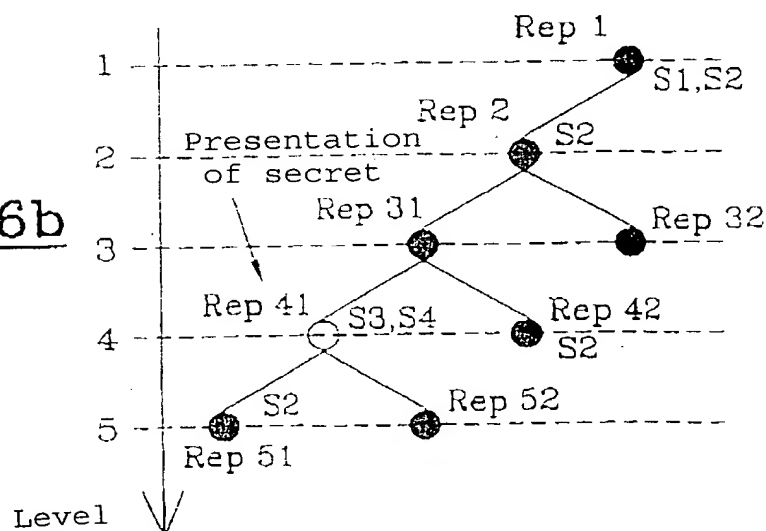 Rep 1
1
S1,S2
Rep 2
S2
Presentation
of secret
2
6b
Rep 31
Rep 32
3
Rep 41
S3,S4
Rep 42
4
S2
S2
Rep 52
5
Rep 51
Level